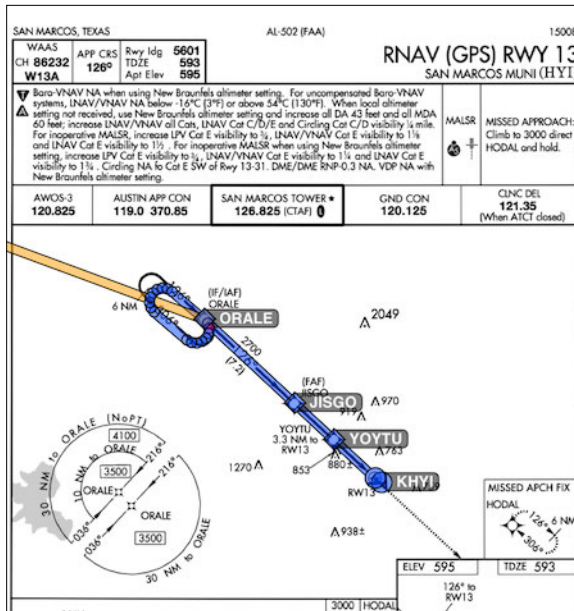 SAN MARCOS, TEXAS
AL-502 (FAA)
WAAS
CH 86232
W13A
APP CRS
126°
Rwy ldg 5601
TDZE 593
Apt Elev 595
RNAV (GPS) RWY 13
SAN MARCOS MUNI (HYI)
Baro-VNAV NA when using New Braunfels altimeter setting. For uncompensated Baro-VNAV
systems, LNAV/VNAV NA below -16°C (3°F) or above 54°C (130°F). When local altimeter
setting not received, use New Braunfels altimeter setting and increase all DA 43 feet and all MDA
60 feet; increase LNAV/VNAV all Cats, LNAV Cat C/D/E and Circling Cat C/D visibility ¼ mile.
For inoperative MALSR, increase LPV Cat E visibility to ¾, LNAV/VNAV Cat E visibility to 1⅛
and LNAV Cat E visibility to 1½. For inoperative MALSR when using New Braunfels altimeter
setting, increase LPV Cat E visibility to ¾, LNAV/VNAV Cat E visibility to 1¼ and LNAV Cat E
visibility to 1¾. Circling NA fo Cat E SW of Rwy 13-31. DME/DME RNP-0.3 NA. VDP NA with
New Braunfels altimeter setting.
MALSR
MISSED APPROACH:
Climb to 3000 direct
HODAL and hold.
AWOS-3
120.825
AUSTIN APP CON
119.0 370.85
SAN MARCOS TOWER ★
126.825 (CTAF)
GND CON
120.125
CLNC DEL
121.35
(When ATCT closed)
(IF/IAF)
ORALE
ORALE
6 NM
2049
2700
126°
(7.2)
(FAF)
JISGO
JISGO
970
919
YOYTU
3.3 NM to
RW13
YOYTU
763
853
880±
1270
KHYI
RW13
938±
30 NM to ORALE (NoPT)
4100
216°
3500
10 NM to ORALE
216°
ORALE
036°
ORALE
036°
3500
30 NM to ORALE
MISSED APCH FIX
HODAL
126°
6 NM
306°
ELEV 595
TDZE 593
126° to
RW13
3000
HODAL